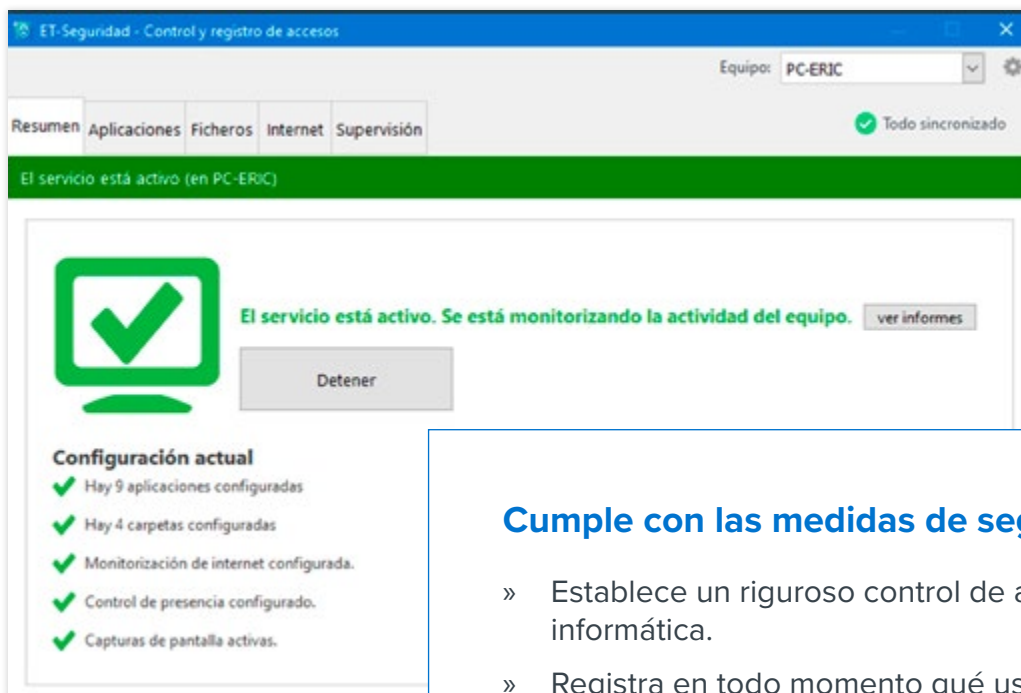 ET-Seguridad - Control y registro de accesos
Equipo: PC-ERIC
Resumen Aplicaciones Ficheros Internet Supervisión
Todo sincronizado
El servicio está activo (en PC-ERIC)
El servicio está activo. Se está monitorizando la actividad del equipo. ver informes
Detener
Configuración actual
Hay 9 aplicaciones configuradas
Hay 4 carpetas configuradas
Monitorización de internet configurada.
Control de presencia configurado.
Capturas de pantalla activas.
Cumple con las medidas de
» Establece un riguroso control de
informática.
» Registra en todo momento qué